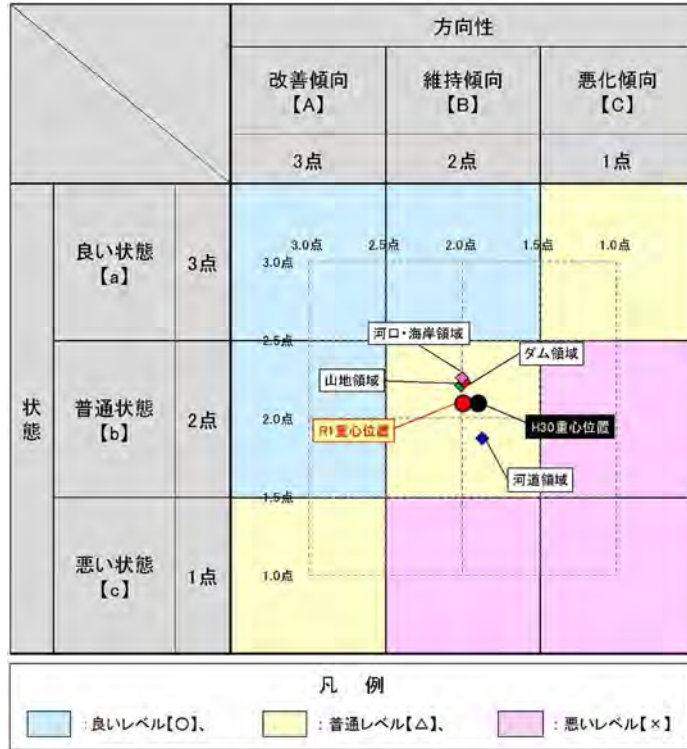 方向性
改善傾向
【A】
維持傾向
【B】
悪化傾向
【C】
3点
2点
1点
状態
良い状態
【a】
3点
普通状態
【b】
2点
悪い状態
【c】
1点
3.0点
2.5点
2.0点
1.5点
1.0点
3.0点
2.5点
2.0点
1.5点
1.0点
河口・海岸領域
ダム領域
山地領域
R1重心位置
H30重心位置
河道領域
凡 例
:良いレベル【○】、
:普通レベル【△】、
:悪いレベル【×】